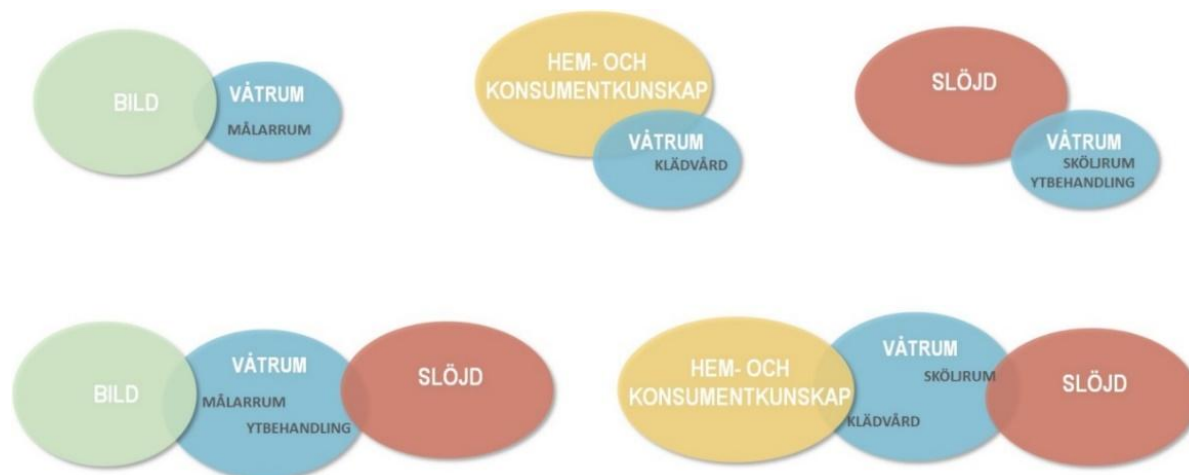 BILD
VÅTRUM
MÅLARRUM
HEM- OCH
KONSUMENTKUNSKAP
VÅTRUM
KLÄDVÅRD
SLÖJD
VÅTRUM
SKÖLJRUM
YTBEHANDLING
BILD
VÅTRUM
MÅLARRUM
YTBEHANDLING
SLÖJD
HEM- OCH
KONSUMENTKUNSKAP
VÅTRUM
SKÖLJRUM
KLÄDVÅRD
SLÖJD